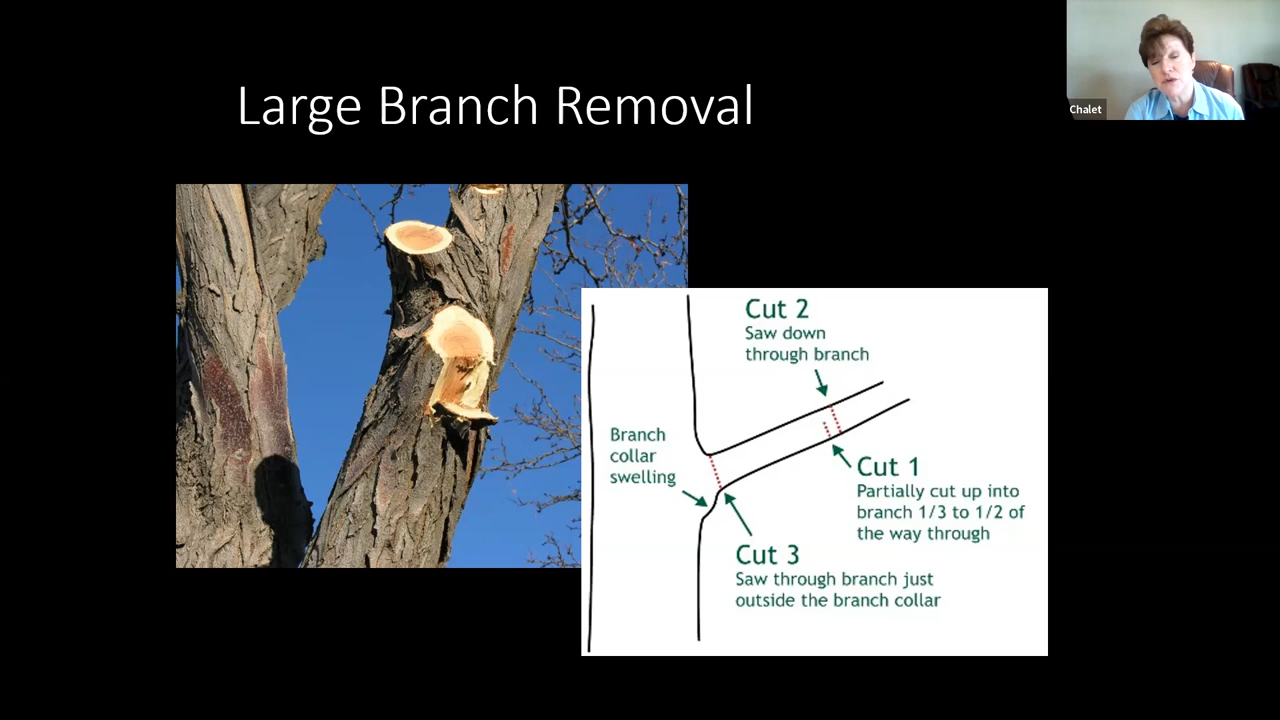 Large Branch Removal
Chalet
Cut 2
Saw down
through branch
Branch
collar
swelling
Cut 1
Partially cut up into
branch 1/3 to 1/2 of
the way through
Cut 3
Saw through branch just
outside the branch collar